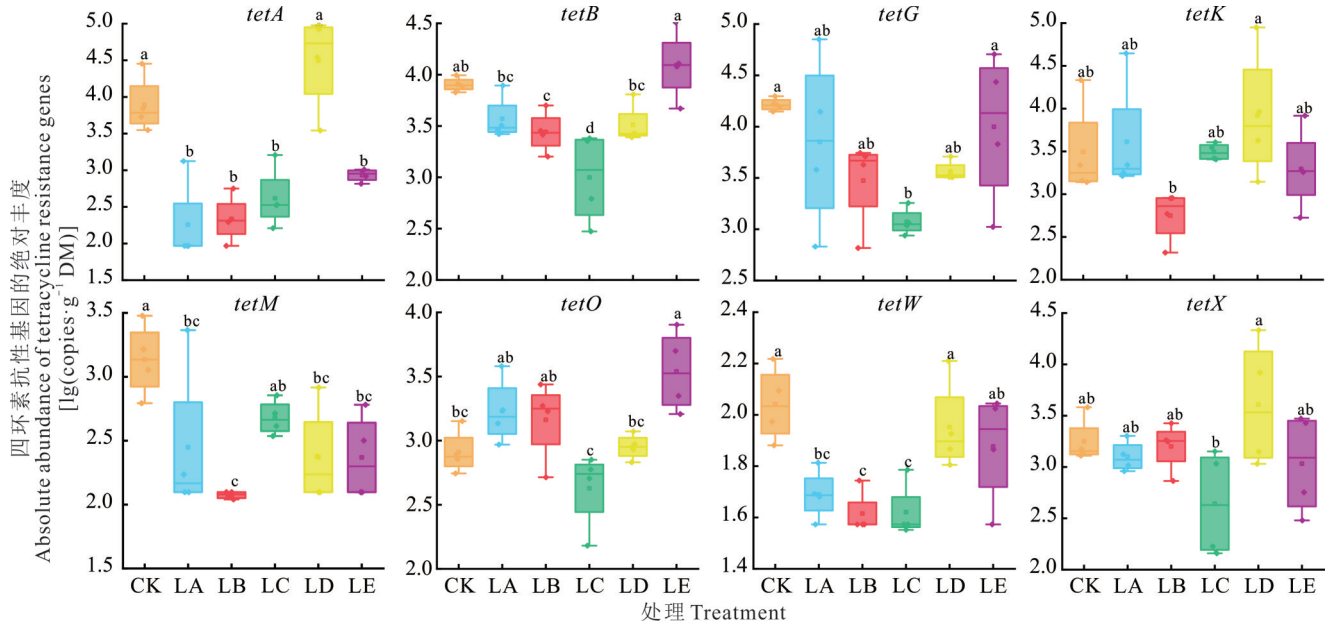 四环素抗性基因的绝对丰度
Absolute abundance of tetracycline resistance genes
[lg(copies·g⁻¹ DM)]
tetA
5.0
4.5
4.0
3.5
3.0
2.5
2.0
1.5
a
b
b
b
a
b
tetB
4.5
4.0
3.5
3.0
2.5
2.0
ab
bc
c
d
bc
a
tetG
5.0
4.5
4.0
3.5
3.0
2.5
a
ab
ab
b
ab
a
tetK
5.0
4.5
4.0
3.5
3.0
2.5
2.0
ab
ab
b
ab
a
ab
tetM
3.5
3.0
2.5
2.0
1.5
a
bc
c
ab
bc
bc
CK LA LB LC LD LE
tetO
4.0
3.5
3.0
2.5
2.0
bc
ab
ab
c
bc
a
CK LA LB LC LD LE
tetW
2.4
2.2
2.0
1.8
1.6
1.4
a
bc
c
c
a
ab
CK LA LB LC LD LE
tetX
4.5
4.0
3.5
3.0
2.5
2.0
ab
ab
ab
b
a
ab
CK LA LB LC LD LE
处理 Treatment